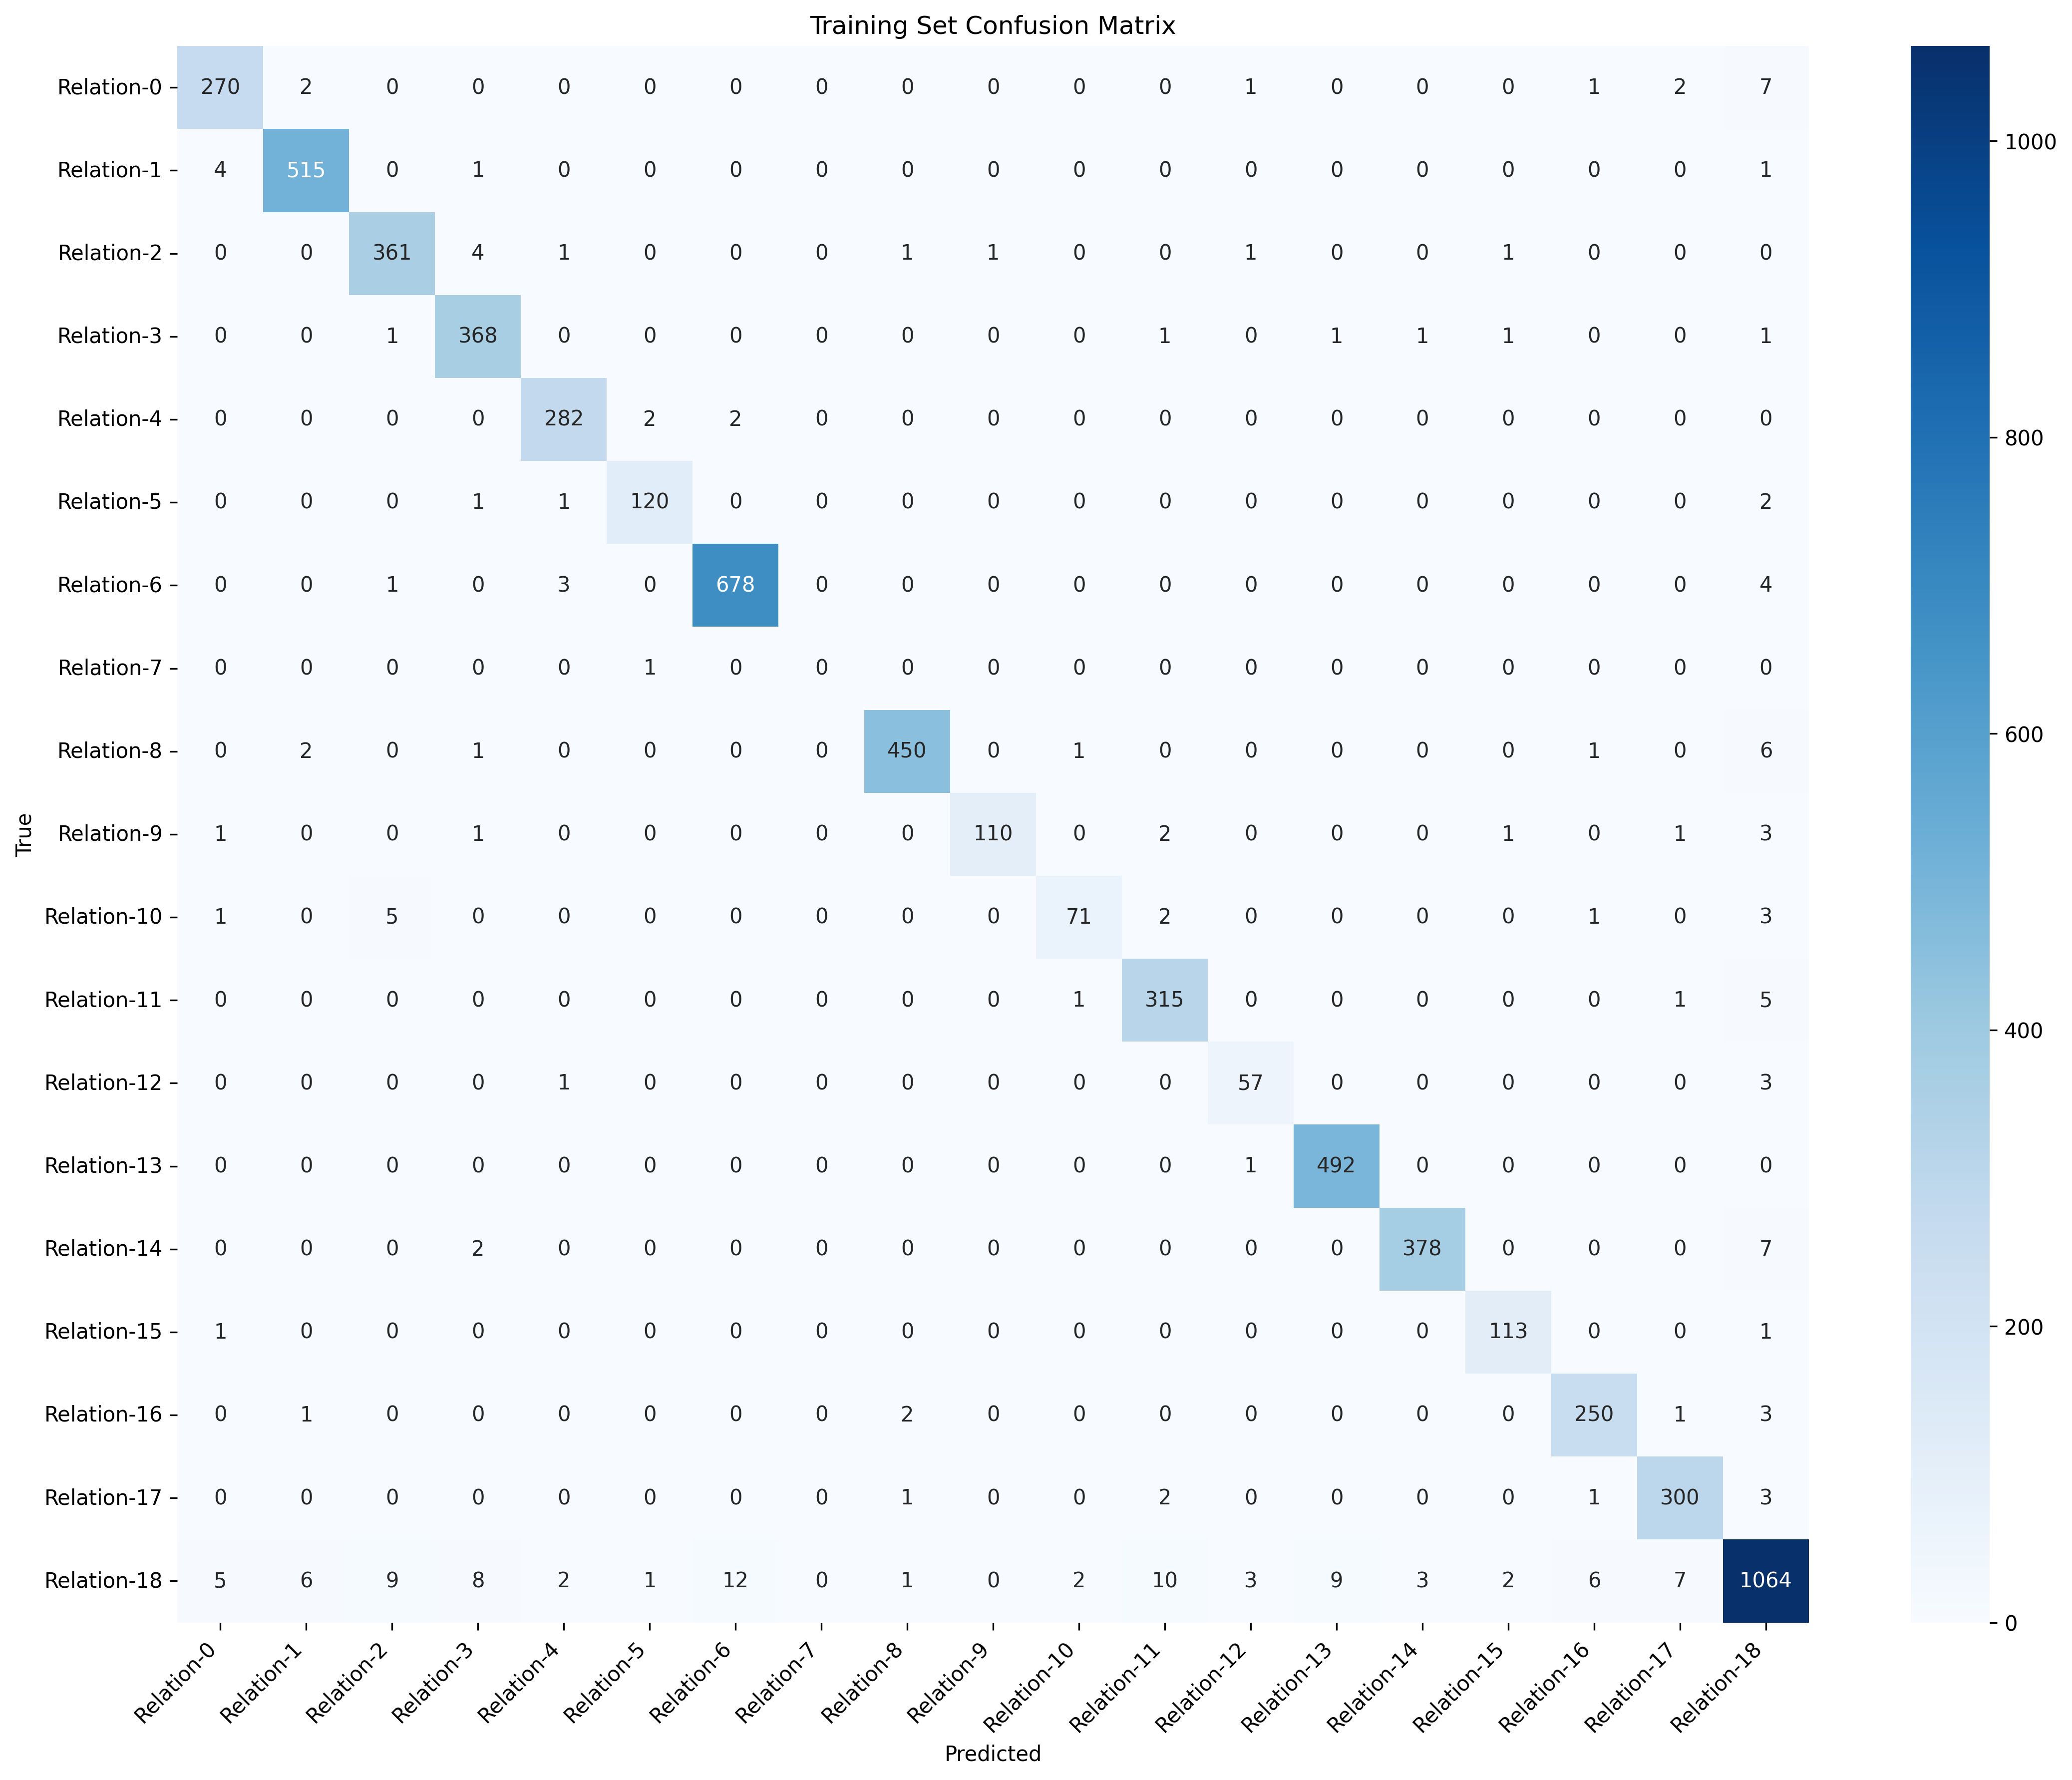 Training Set Confusion Matrix
Relation-0 270 2 0 0 0 0 0 0 0 0 0 0 1 0 0 0 1 2 7
Relation-1 4 515 0 1 0 0 0 0 0 0 0 0 0 0 0 0 0 0 1
Relation-2 0 0 361 4 1 0 0 0 1 1 0 0 1 0 0 1 0 0 0
Relation-3 0 0 1 368 0 0 0 0 0 0 0 1 0 1 1 1 0 0 1
Relation-4 0 0 0 0 282 2 2 0 0 0 0 0 0 0 0 0 0 0 0
Relation-5 0 0 0 1 1 120 0 0 0 0 0 0 0 0 0 0 0 0 2
Relation-6 0 0 1 0 3 0 678 0 0 0 0 0 0 0 0 0 0 0 4
Relation-7 0 0 0 0 0 1 0 0 0 0 0 0 0 0 0 0 0 0 0
Relation-8 0 2 0 1 0 0 0 0 450 0 1 0 0 0 0 0 1 0 6
Relation-9 1 0 0 1 0 0 0 0 0 110 0 2 0 0 0 1 0 1 3
Relation-10 1 0 5 0 0 0 0 0 0 0 71 2 0 0 0 0 1 0 3
Relation-11 0 0 0 0 0 0 0 0 0 0 1 315 0 0 0 0 0 1 5
Relation-12 0 0 0 0 1 0 0 0 0 0 0 0 57 0 0 0 0 0 3
Relation-13 0 0 0 0 0 0 0 0 0 0 0 0 1 492 0 0 0 0 0
Relation-14 0 0 0 2 0 0 0 0 0 0 0 0 0 0 378 0 0 0 7
Relation-15 1 0 0 0 0 0 0 0 0 0 0 0 0 0 0 113 0 0 1
Relation-16 0 1 0 0 0 0 0 0 2 0 0 0 0 0 0 0 250 1 3
Relation-17 0 0 0 0 0 0 0 0 1 0 0 2 0 0 0 0 1 300 3
Relation-18 5 6 9 8 2 1 12 0 1 0 2 10 3 9 3 2 6 7 1064
Relation-0 Relation-1 Relation-2 Relation-3 Relation-4 Relation-5 Relation-6 Relation-7 Relation-8 Relation-9 Relation-10 Relation-11 Relation-12 Relation-13 Relation-14 Relation-15 Relation-16 Relation-17 Relation-18
Predicted
True
1000
800
600
400
200
0